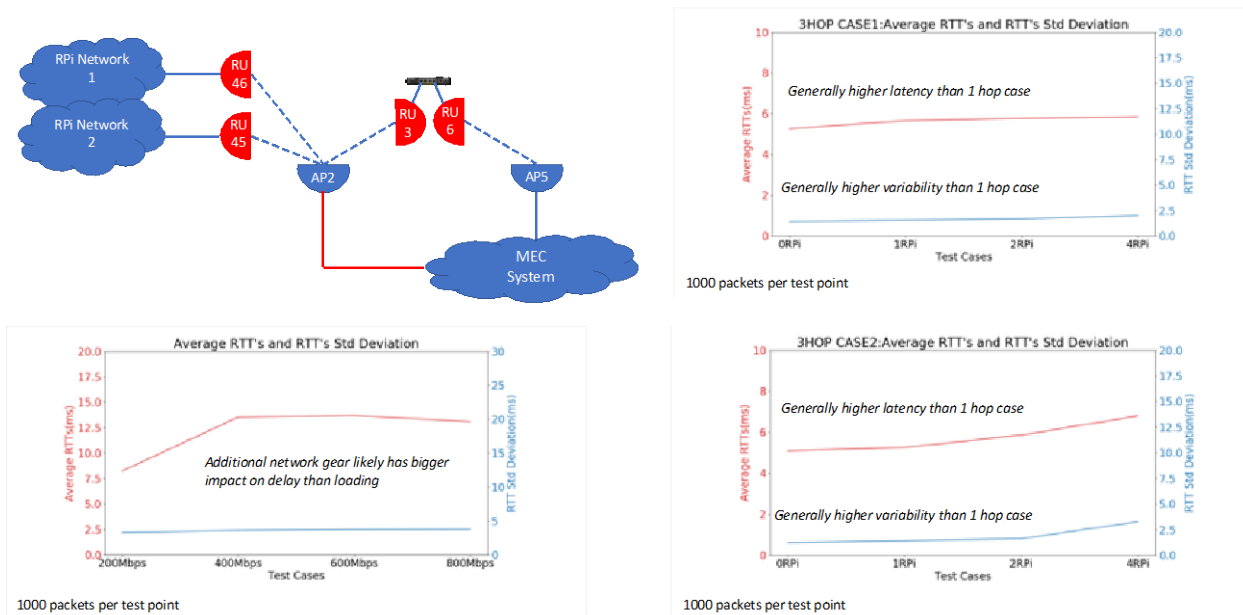 RPi Network
1
RU
46
RPi Network
2
RU
45
RU
3
RU
6
AP2
AP5
MEC
System
3HOP CASE1:Average RTT's and RTT's Std Deviation
Average RTTs(ms)
10
8
6
4
2
0
Generally higher latency than 1 hop case
Generally higher variability than 1 hop case
20.0
17.5
15.0
12.5
10.0
7.5
5.0
2.5
0.0
RTT Std Deviation(ms)
0RPi
1RPi
2RPi
4RPi
Test Cases
1000 packets per test point
Average RTT's and RTT's Std Deviation
Average RTTs(ms)
20.0
17.5
15.0
12.5
10.0
7.5
5.0
2.5
0.0
Additional network gear likely has bigger
impact on delay than loading
30
25
20
15
10
5
0
RTT Std Deviation(ms)
200Mbps
400Mbps
600Mbps
800Mbps
Test Cases
1000 packets per test point
3HOP CASE2:Average RTT's and RTT's Std Deviation
Average RTTs(ms)
10
8
6
4
2
0
Generally higher latency than 1 hop case
Generally higher variability than 1 hop case
20.0
17.5
15.0
12.5
10.0
7.5
5.0
2.5
0.0
RTT Std Deviation(ms)
0RPi
1RPi
2RPi
4RPi
Test Cases
1000 packets per test point